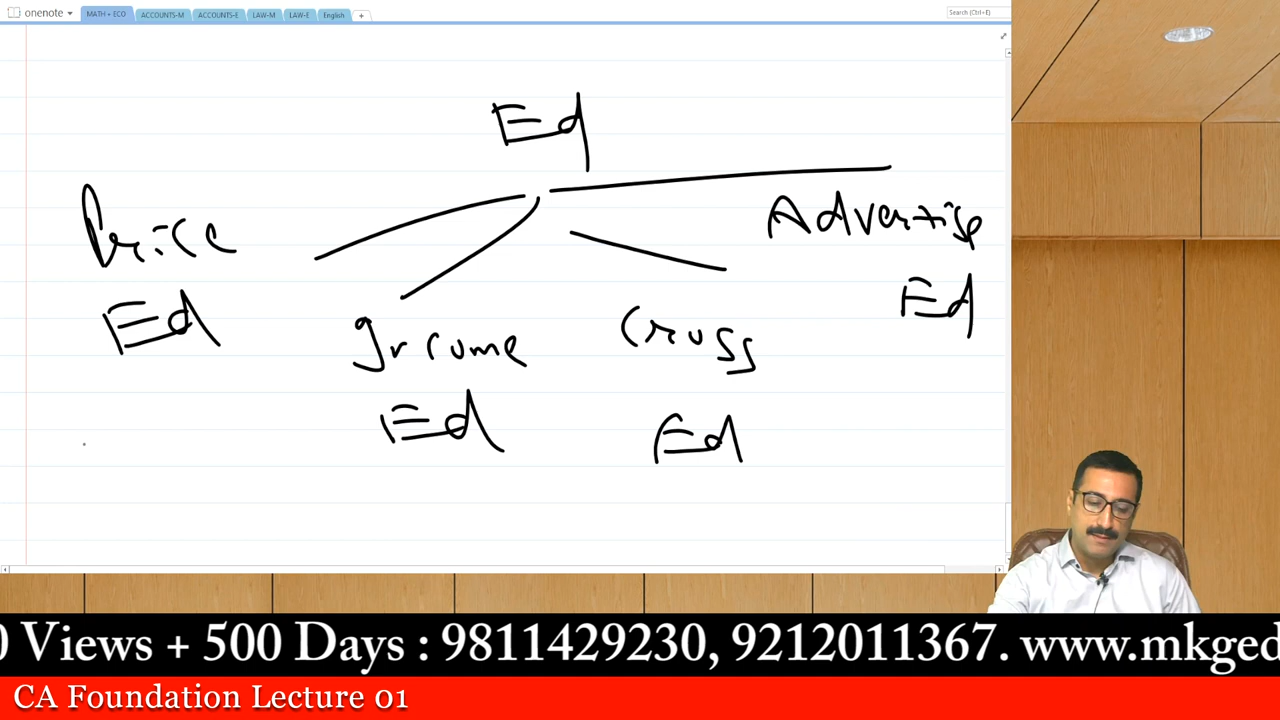 onenote
MATH + ECO
ACCOUNTS-M
ACCOUNTS-E
LAW-M
LAW-E
English
+
Search (Ctrl+E)
Ed
Price
Ed
Income
Ed
Cross
Ed
Advertise
Ed
0 Views + 500 Days : 9811429230, 9212011367. www.mkged
CA Foundation Lecture 01